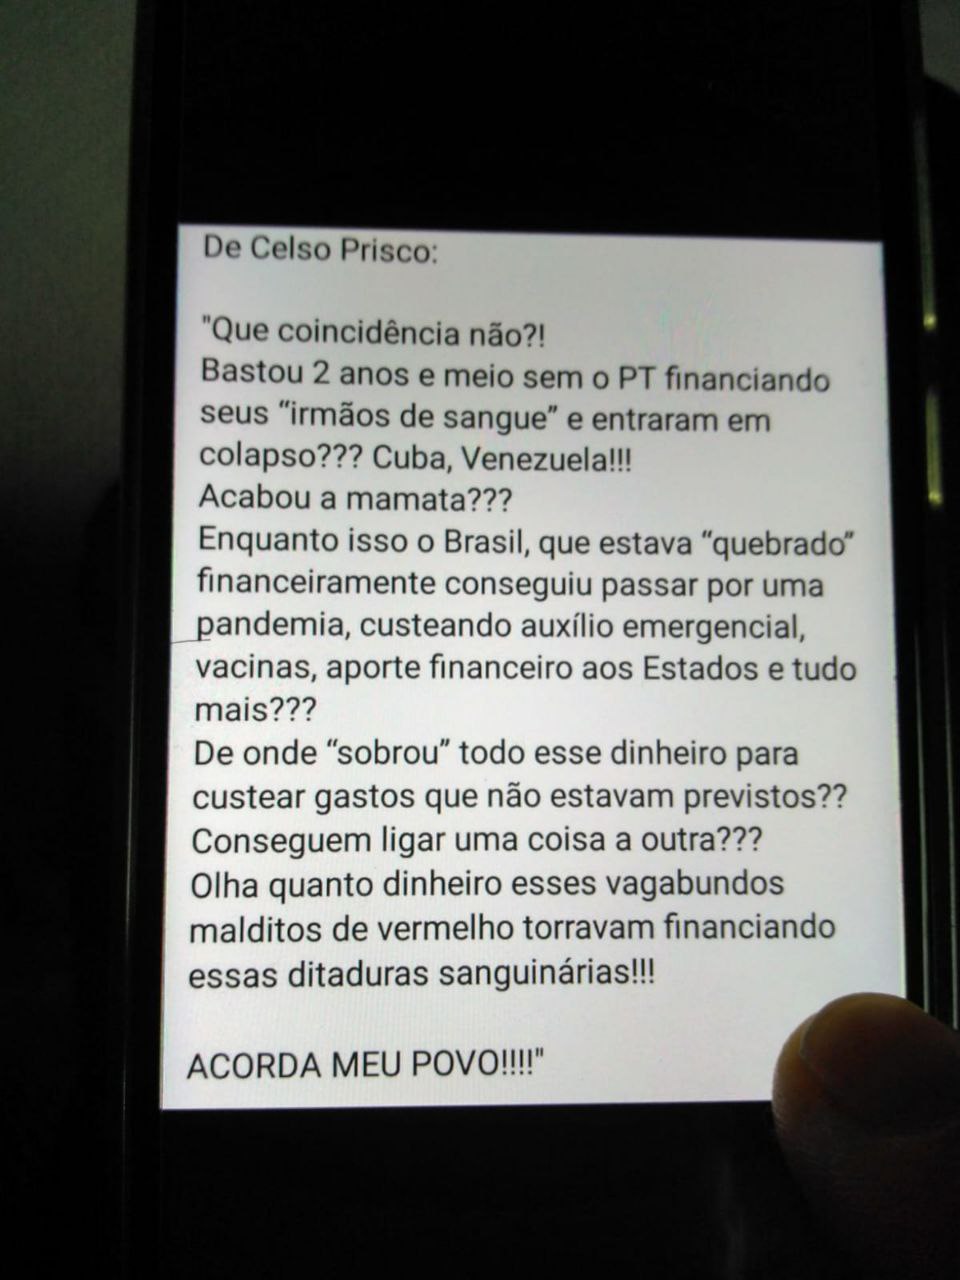 De Celso Prisco:
"Que coincidência não?!
Bastou 2 anos e meio sem o PT financiando
seus “irmãos de sangue” e entraram em
colapso??? Cuba, Venezuela!!!
Acabou a mamata???
Enquanto isso o Brasil, que estava “quebrado”
financeiramente conseguiu passar por uma
pandemia, custeando auxílio emergencial,
vacinas, aporte financeiro aos Estados e tudo
mais???
De onde “sobrou” todo esse dinheiro para
custear gastos que não estavam previstos??
Conseguem ligar uma coisa a outra???
Olha quanto dinheiro esses vagabundos
malditos de vermelho torravam financiando
essas ditaduras sanguinárias!!!
ACORDA MEU POVO!!!!"